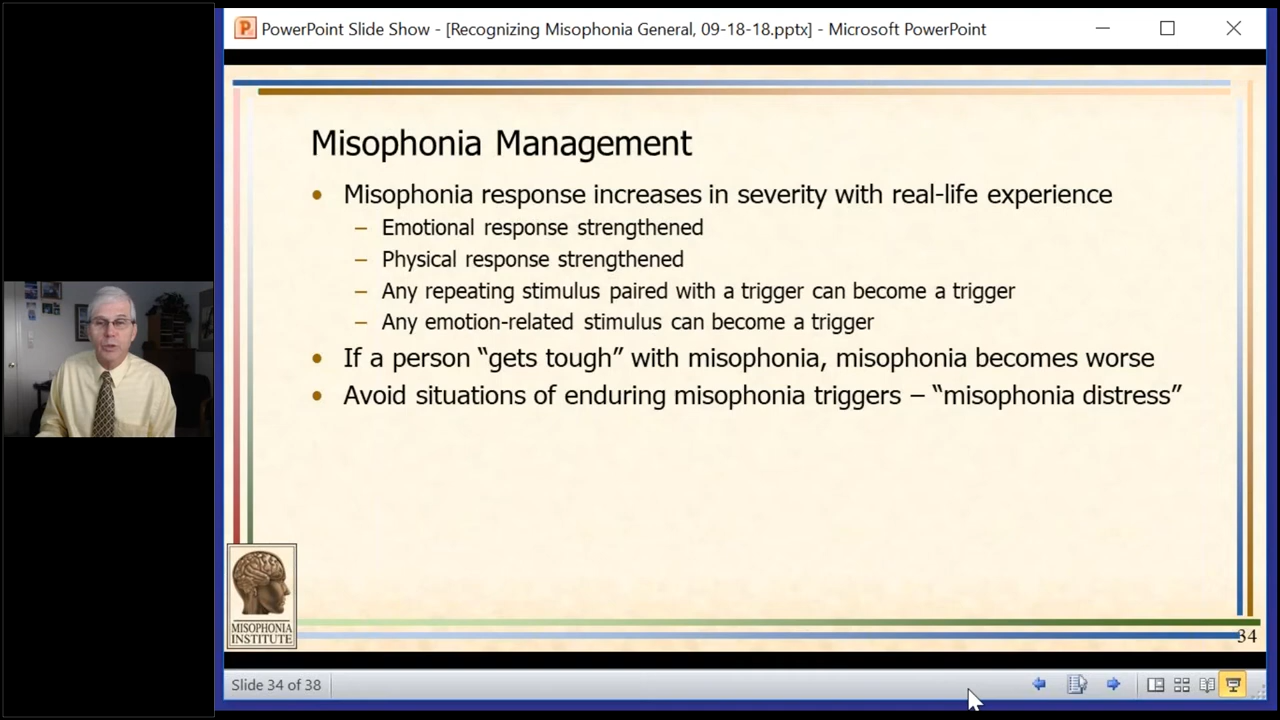 PowerPoint Slide Show - [Recognizing Misophonia General, 09-18-18.pptx] - Microsoft PowerPoint
Misophonia Management
• Misophonia response increases in severity with real-life experience
– Emotional response strengthened
– Physical response strengthened
– Any repeating stimulus paired with a trigger can become a trigger
– Any emotion-related stimulus can become a trigger
• If a person “gets tough” with misophonia, misophonia becomes worse
• Avoid situations of enduring misophonia triggers – “misophonia distress”
MISOPHONIA
INSTITUTE
34
Slide 34 of 38